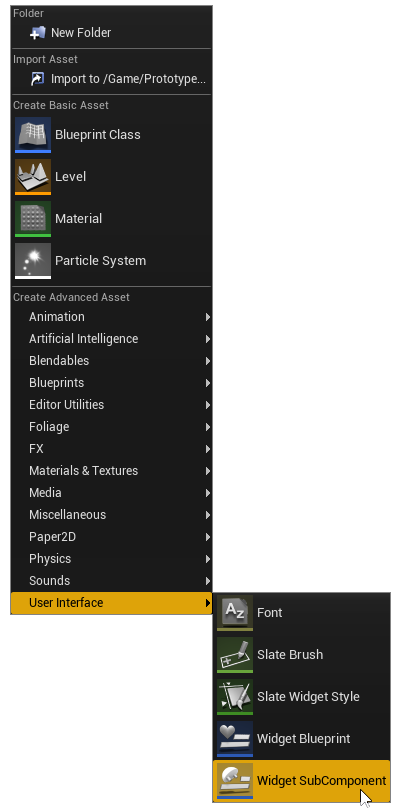 Folder
New Folder
Import Asset
Import to /Game/Prototype...
Create Basic Asset
Blueprint Class
Level
Material
Particle System
Create Advanced Asset
Animation
Artificial Intelligence
Blendables
Blueprints
Editor Utilities
Foliage
FX
Materials & Textures
Media
Miscellaneous
Paper2D
Physics
Sounds
User Interface
Az
Font
Slate Brush
Slate Widget Style
Widget Blueprint
Widget SubComponent